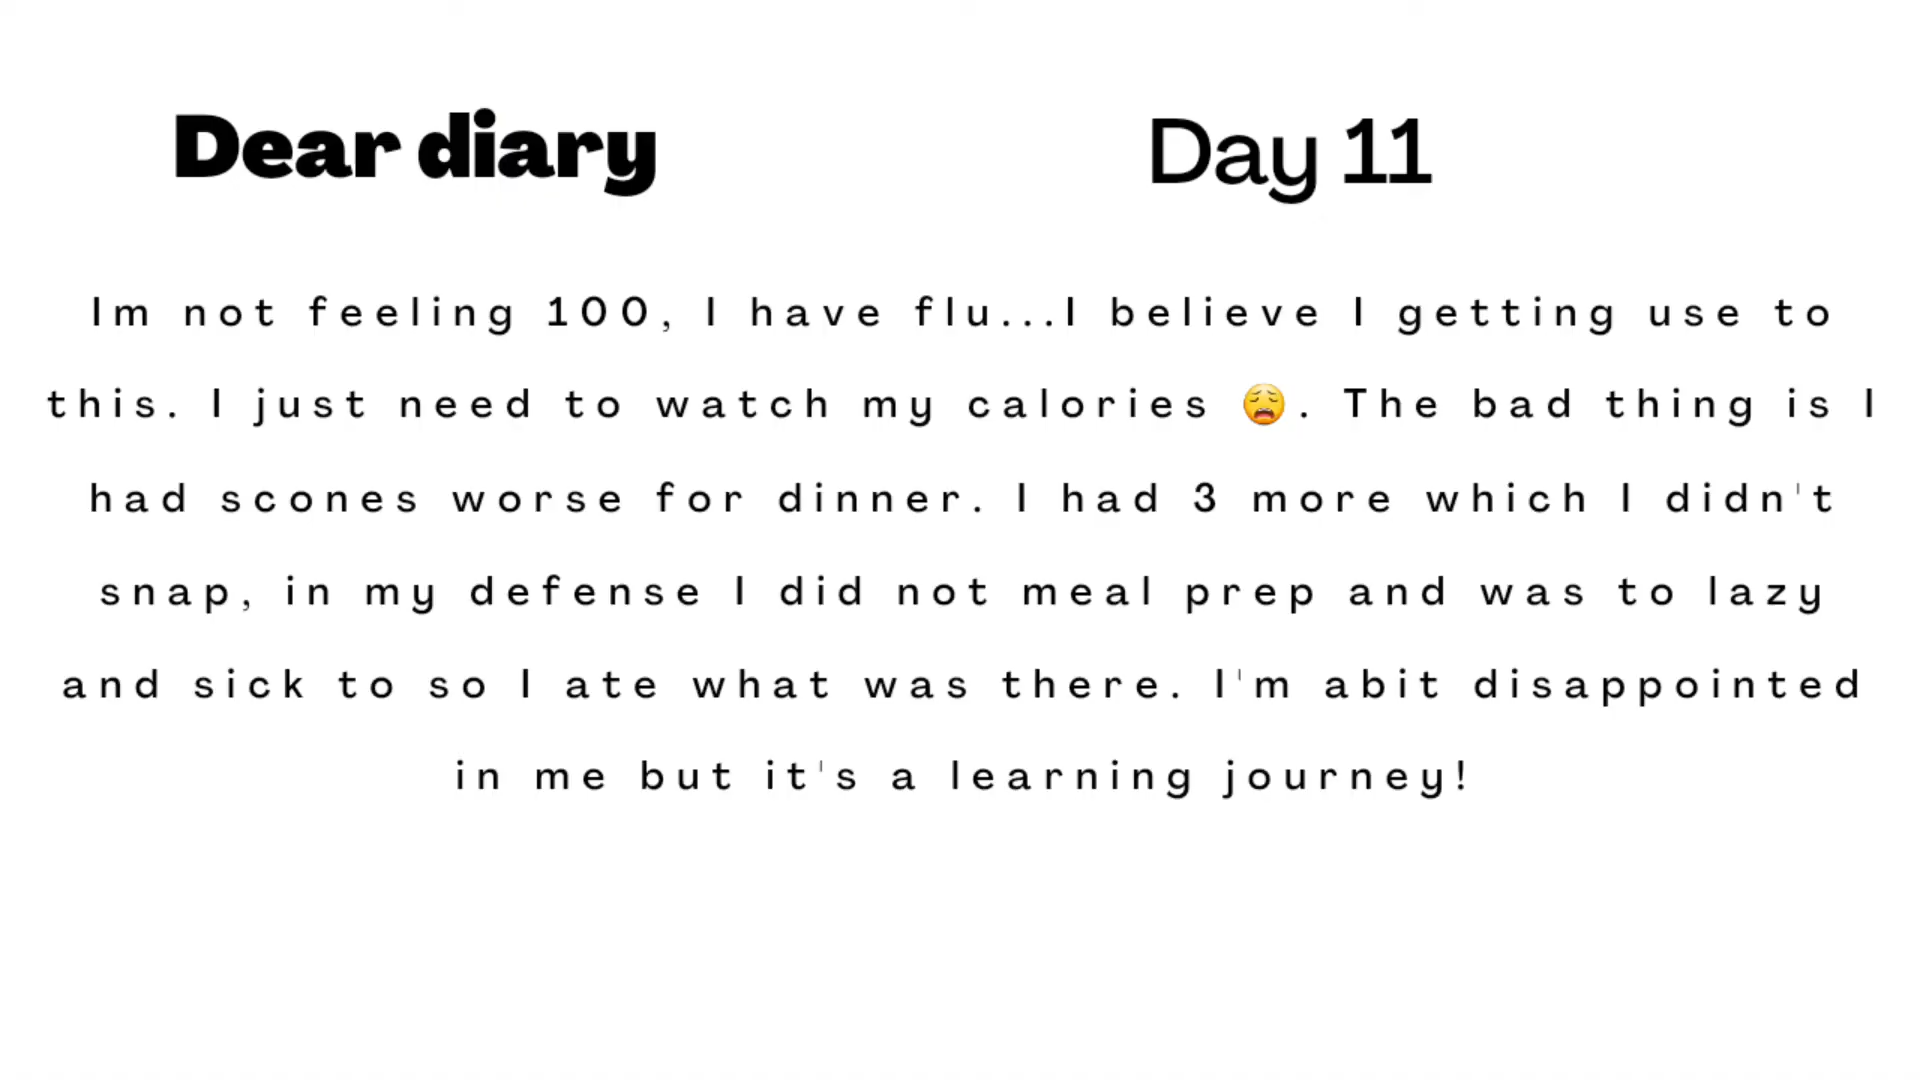 Dear diary Day 11
Im not feeling 100, I have flu...I believe I getting use to
this. I just need to watch my calories 😩. The bad thing is I
had scones worse for dinner. I had 3 more which I didn't
snap, in my defense I did not meal prep and was to lazy
and sick to so I ate what was there. I'm abit disappointed
in me but it's a learning journey!